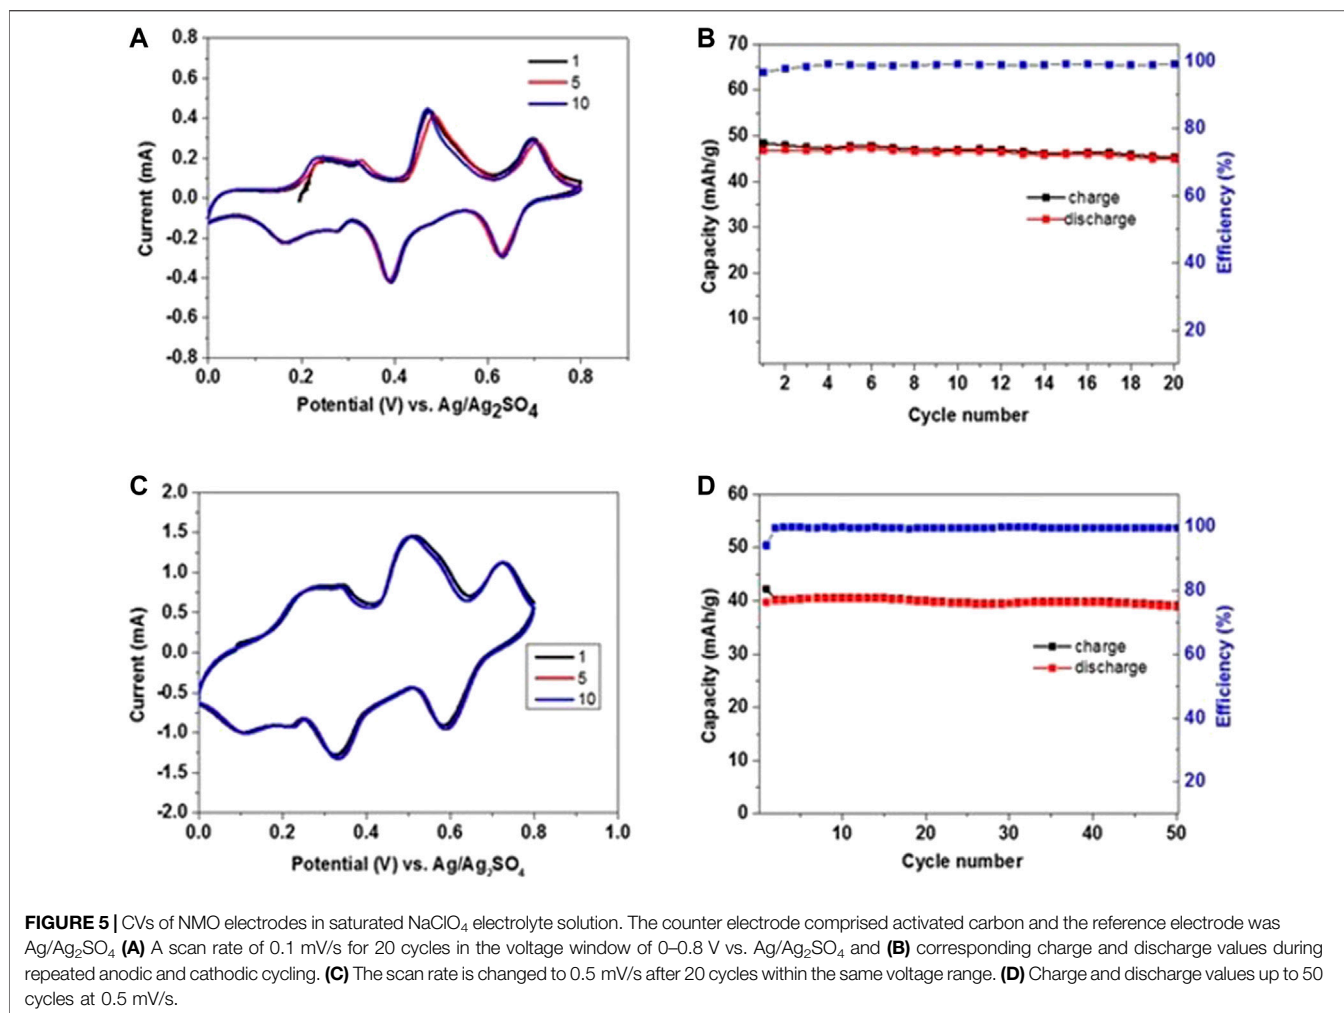 A
0.8
0.6
0.4
0.2
0.0
-0.2
-0.4
-0.6
-0.8
Current (mA)
1
5
10
0.0 0.2 0.4 0.6 0.8
Potential (V) vs. Ag/Ag2SO4
B
70
60
50
40
30
20
10
Capacity (mAh/g)
charge
discharge
100
80
60
40
20
Efficiency (%)
2 4 6 8 10 12 14 16 18 20
Cycle number
C
2.0
1.5
1.0
0.5
0.0
-0.5
-1.0
-1.5
-2.0
Current (mA)
1
5
10
0.0 0.2 0.4 0.6 0.8 1.0
Potential (V) vs. Ag/Ag2SO4
D
60
50
40
30
20
10
0
Capacity (mAh/g)
charge
discharge
100
80
60
40
20
Efficiency (%)
10 20 30 40 50
Cycle number
FIGURE 5 | CVs of NMO electrodes in saturated NaClO4 electrolyte solution. The counter electrode comprised activated carbon and the reference electrode was
Ag/Ag2SO4 (A) A scan rate of 0.1 mV/s for 20 cycles in the voltage window of 0–0.8 V vs. Ag/Ag2SO4 and (B) corresponding charge and discharge values during
repeated anodic and cathodic cycling. (C) The scan rate is changed to 0.5 mV/s after 20 cycles within the same voltage range. (D) Charge and discharge values up to 50
cycles at 0.5 mV/s.